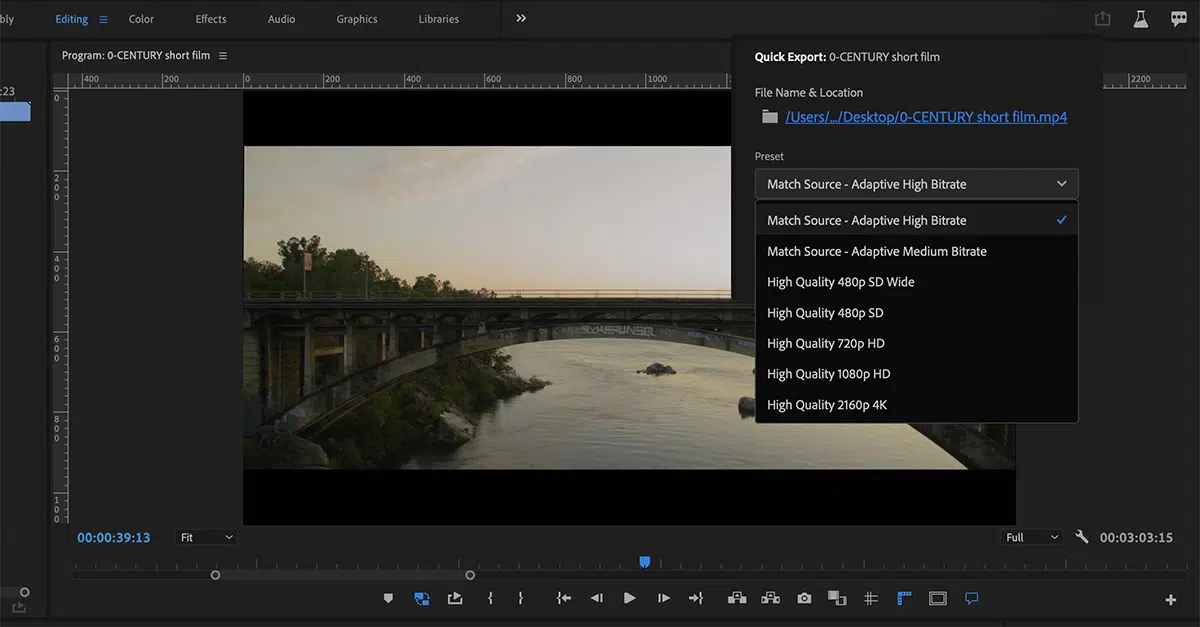 bly
Editing
Color
Effects
Audio
Graphics
Libraries
Program: 0-CENTURY short film
Quick Export: 0-CENTURY short film
:23
400 200 0 200 400 600 800 1000 2200
0
200
400
600
800
100
File Name & Location
/Users/.../Desktop/0-CENTURY short film.mp4
Preset
Match Source - Adaptive High Bitrate
Match Source - Adaptive High Bitrate
Match Source - Adaptive Medium Bitrate
High Quality 480p SD Wide
High Quality 480p SD
High Quality 720p HD
High Quality 1080p HD
High Quality 2160p 4K
00:00:39:13
Fit
Full
00:03:03:15